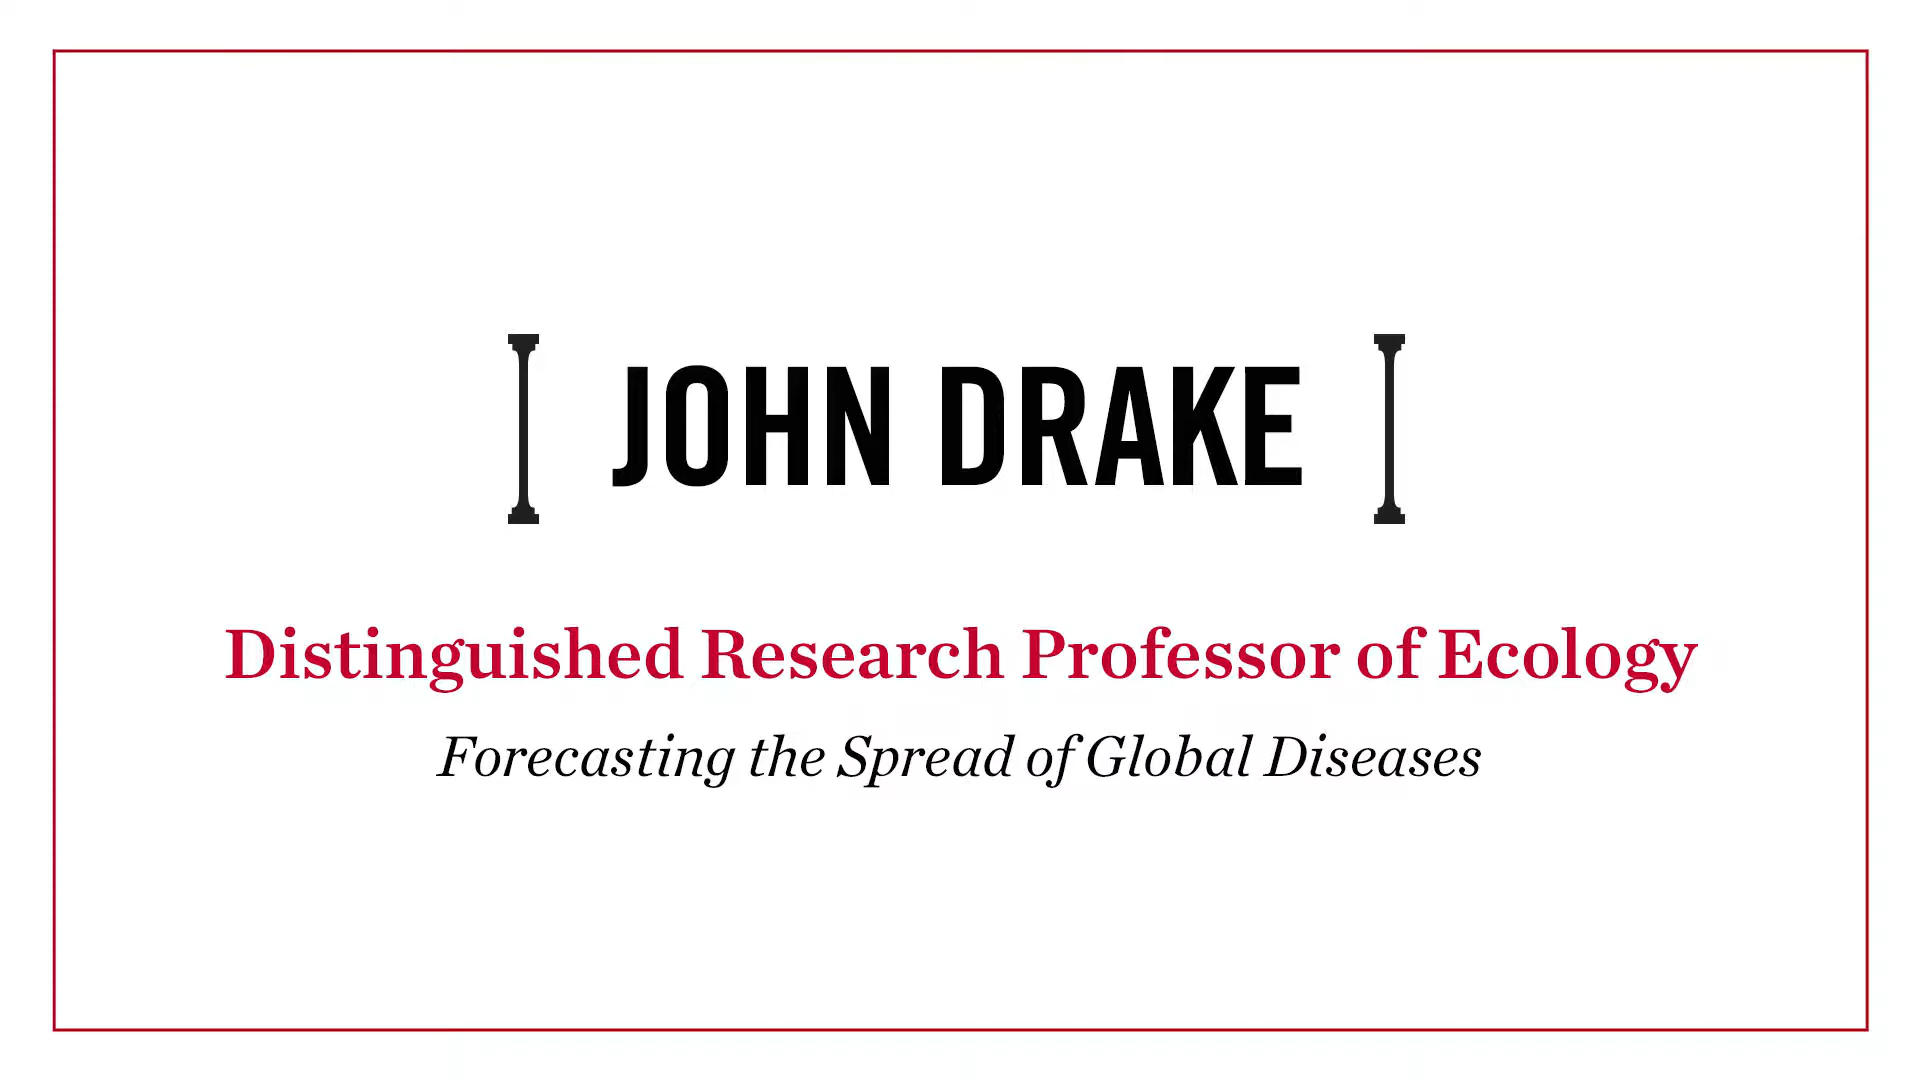 JOHN DRAKE
Distinguished Research Professor of Ecology
Forecasting the Spread of Global Diseases